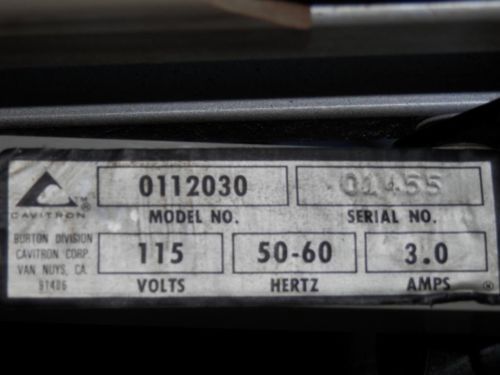 0112030 01455
CAVITRON ®
MODEL NO. SERIAL NO.
BURTON DIVISION
CAVITRON CORP.
VAN NUYS, CA.
91406
115 50-60 3.0
VOLTS HERTZ AMPS